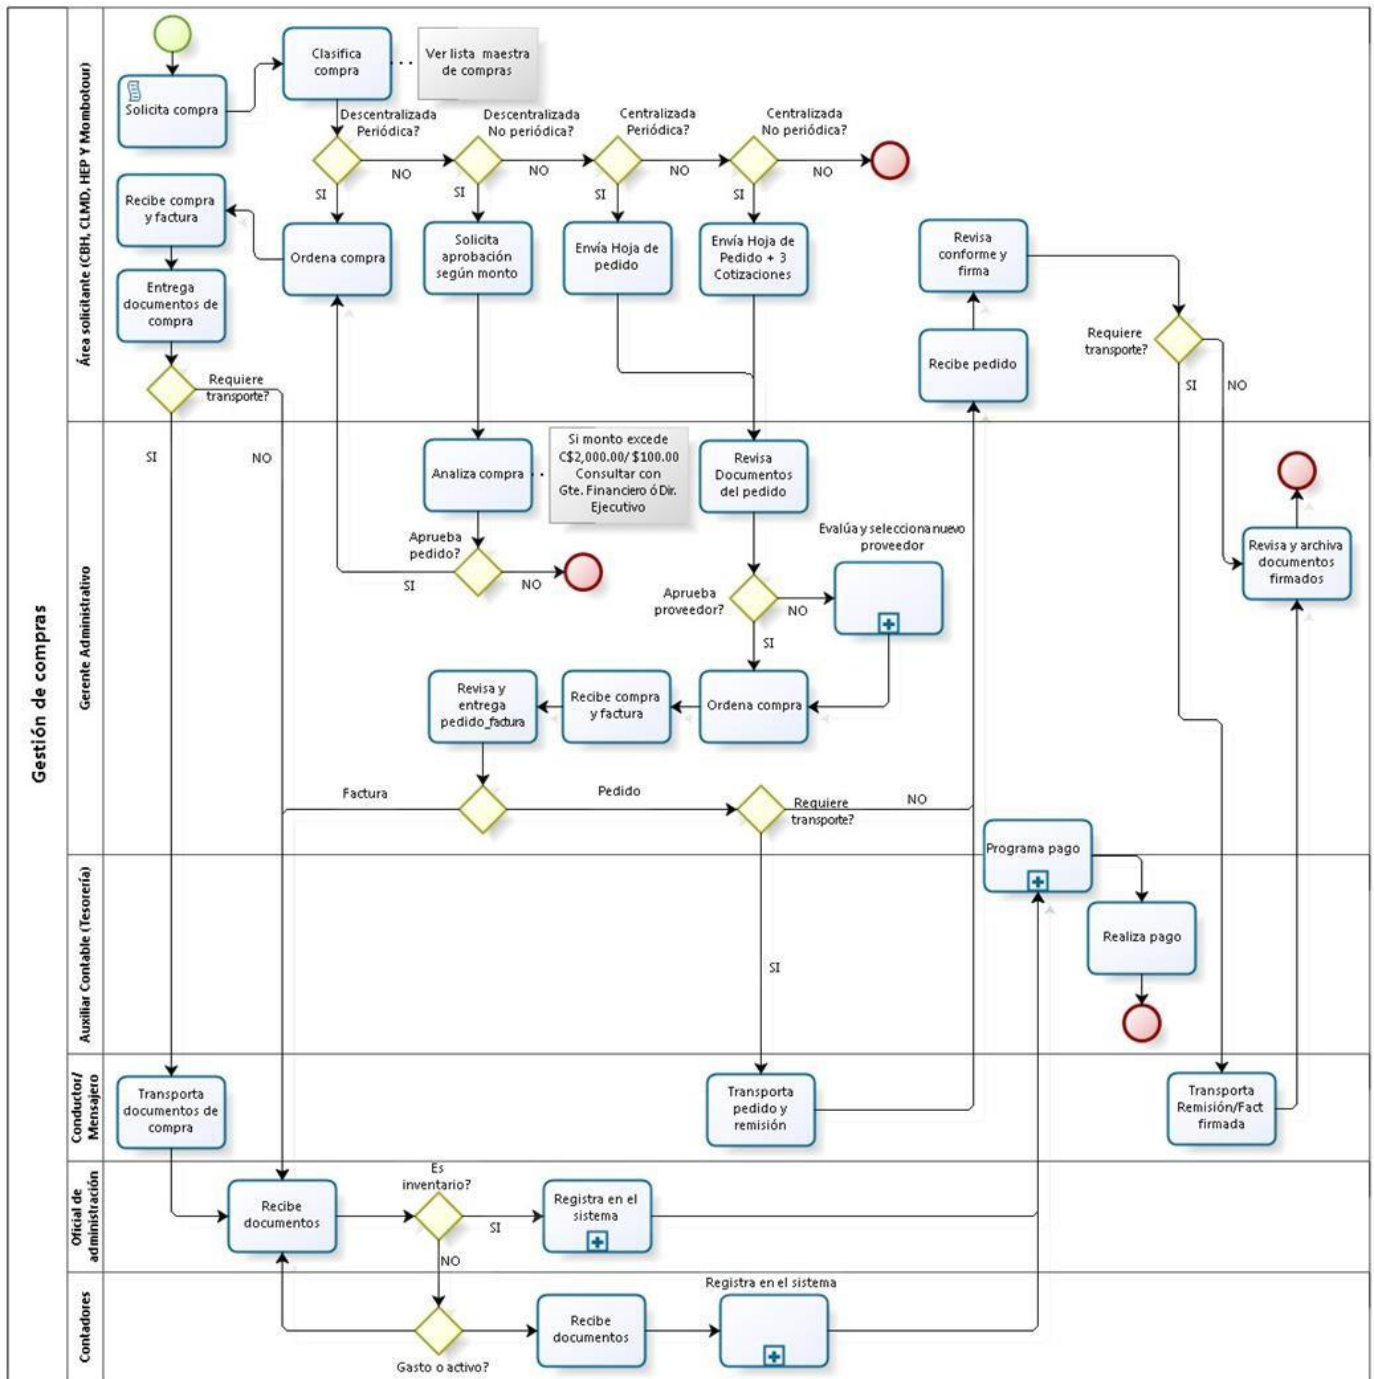 Gestión de compras
Área solicitante (CBH, CLMD, HEP Y Mombotour)
Solicita compra
Clasifica
compra
Ver lista maestra
de compras
Descentralizada
Periódica?
Descentralizada
No periódica?
Centralizada
Periódica?
Centralizada
No periódica?
NO
NO
NO
NO
SI
SI
SI
SI
Recibe compra
y factura
Ordena compra
Solicita
aprobación
según monto
Envía Hoja de
pedido
Envía Hoja de
Pedido + 3
Cotizaciones
Revisa
conforme y
firma
Entrega
documentos de
compra
Requiere
transporte?
Recibe pedido
Requiere
transporte?
SI
NO
Gerente Administrativo
SI
NO
Analiza compra
Si monto excede
C$2,000.00/ $100.00
Consultar con
Gte. Financiero ó Dir.
Ejecutivo
Revisa
Documentos
del pedido
Aprueba
pedido?
SI
NO
Evalúa y selecciona nuevo
proveedor
Aprueba
proveedor?
NO
SI
Revisa y archiva
documentos
firmados
Revisa y
entrega
pedido_factura
Recibe compra
y factura
Ordena compra
Factura
Pedido
Requiere
transporte?
NO
Programa pago
Auxiliar Contable (Tesorería)
SI
Realiza pago
Conductor/
Mensajero
Transporta
documentos de
compra
Transporta
pedido y
remisión
Transporta
Remisión/Fact
firmada
Oficial de
administración
Recibe
documentos
Es
inventario?
SI
NO
Registra en el
sistema
Contadores
Gasto o activo?
Recibe
documentos
Registra en el sistema